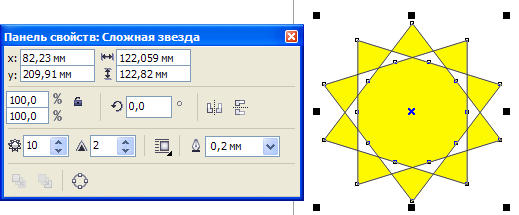 Панель свойств: Сложная звезда
x: 82,23 мм 122,059 мм
y: 209,91 мм 122,82 мм
100,0 %
100,0 %
0,0 °
10 2 0,2 мм